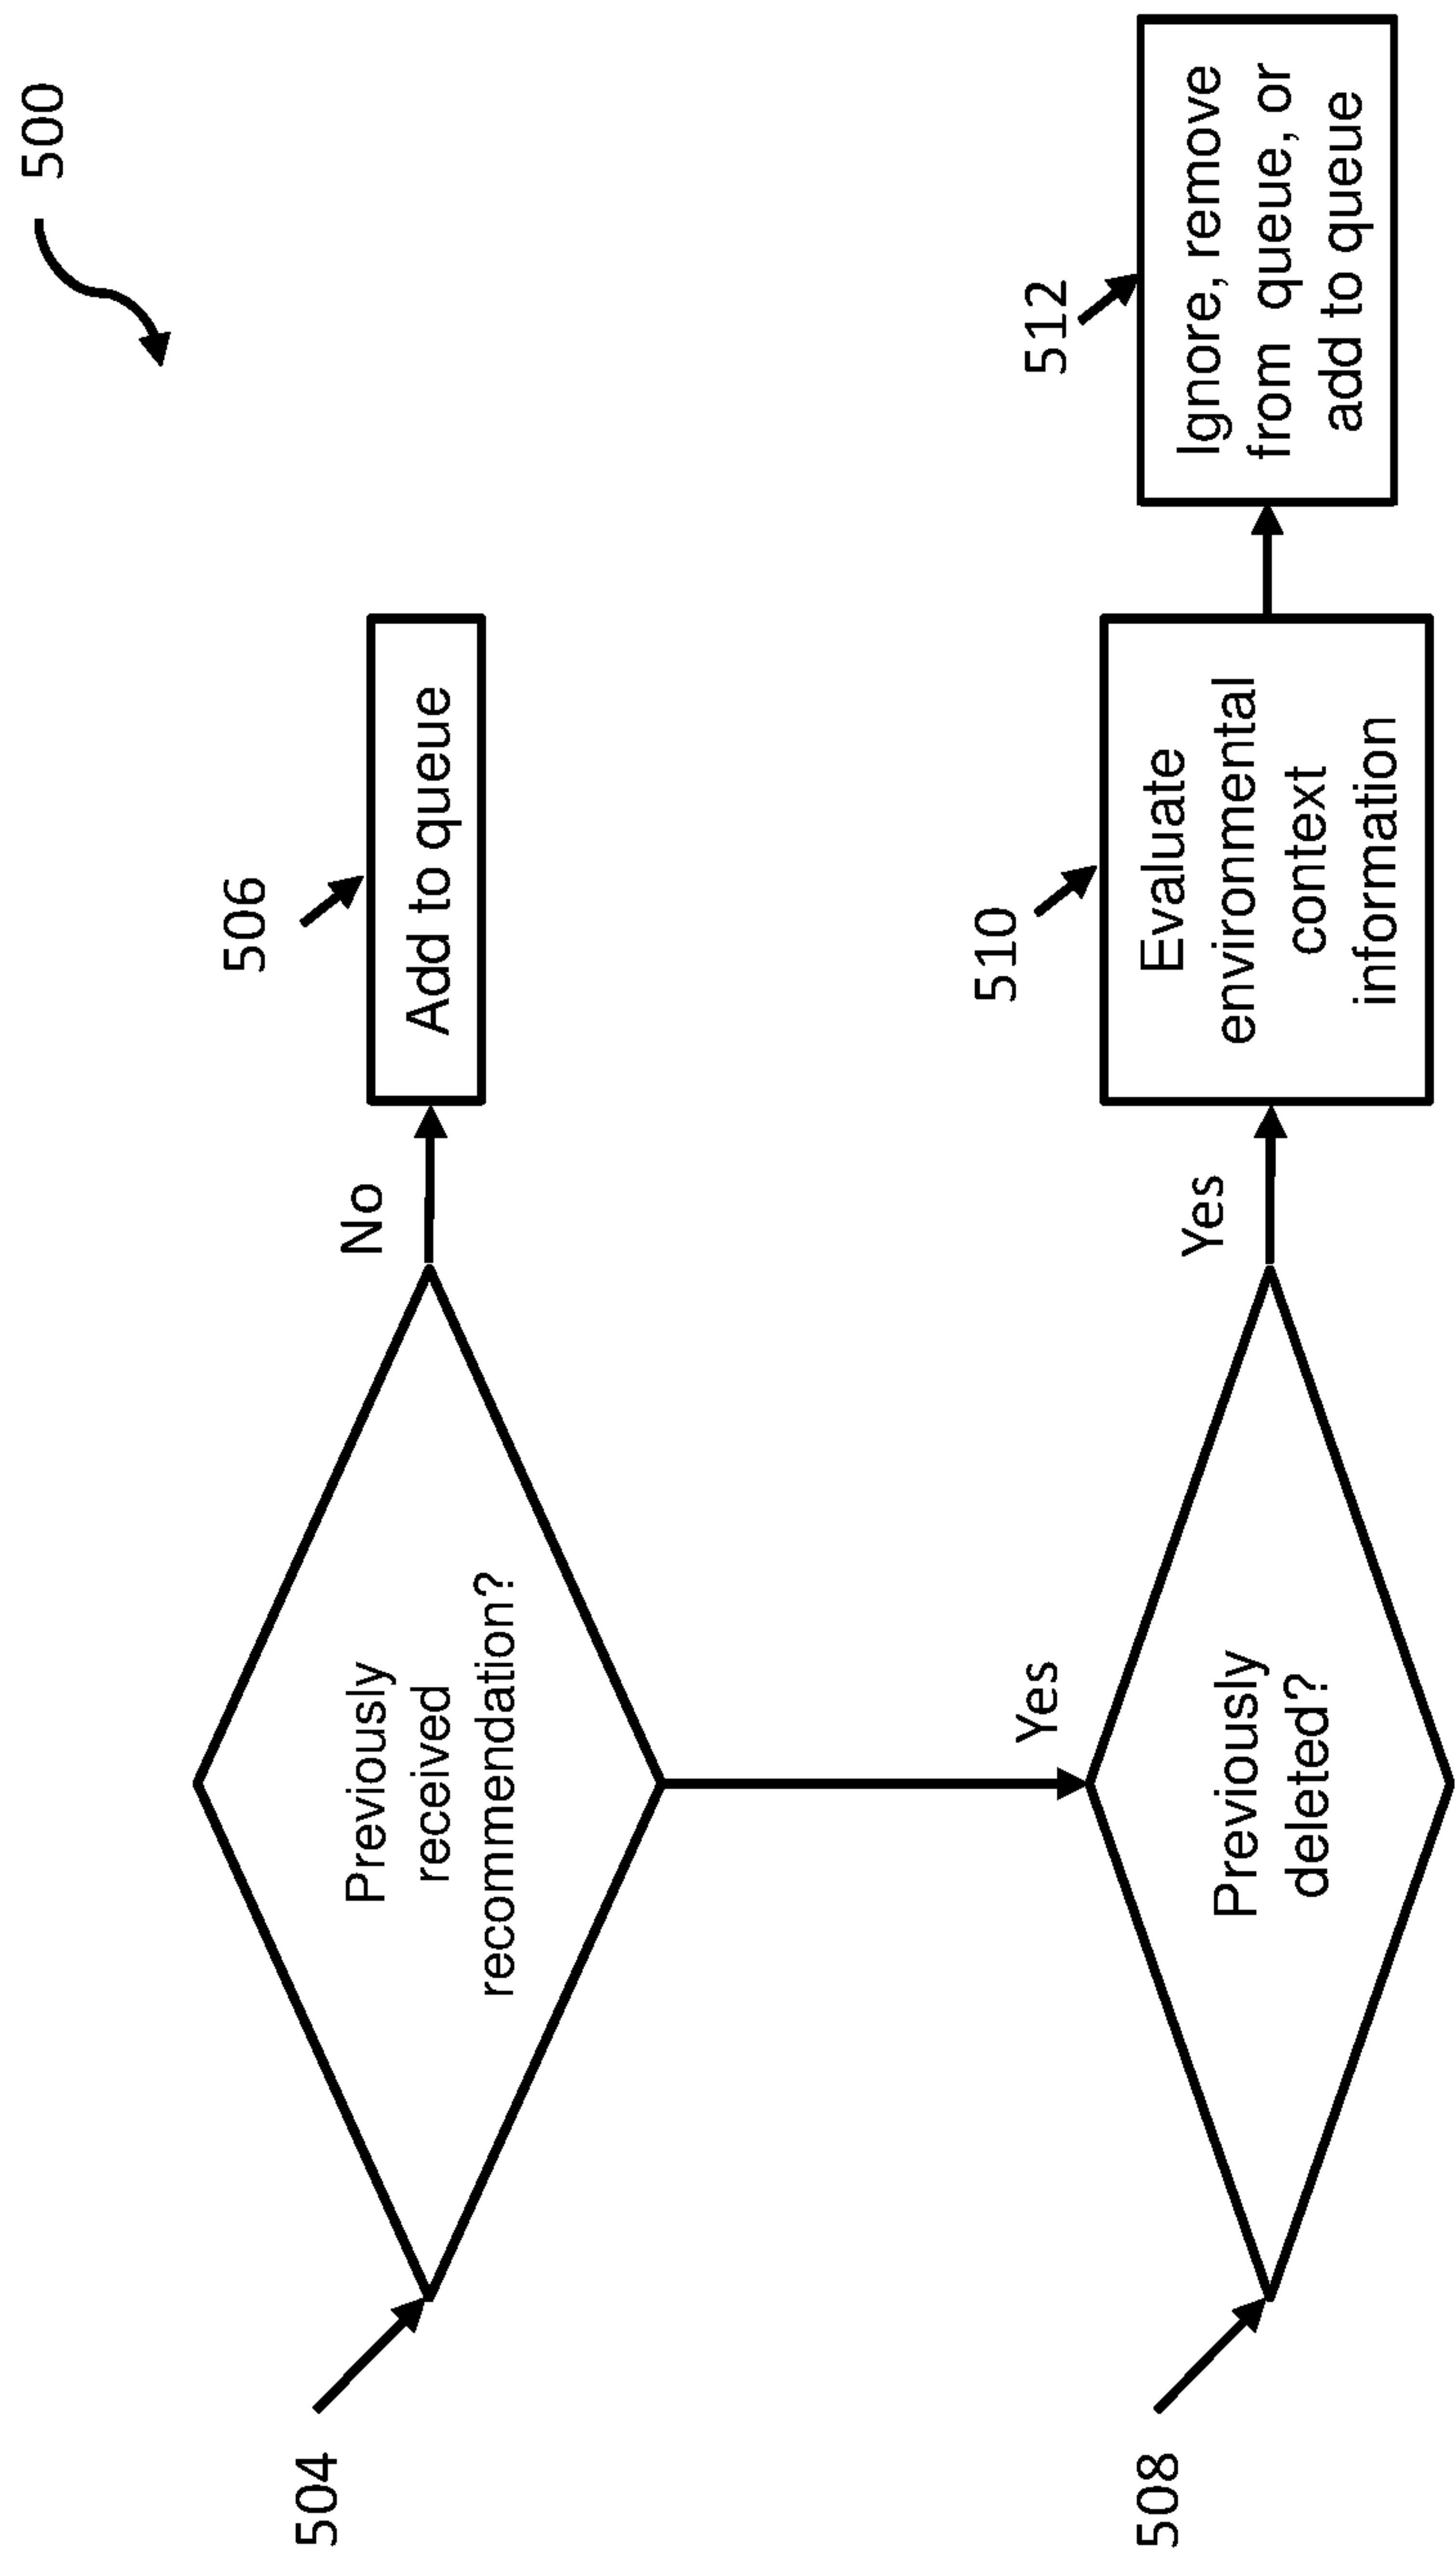 500
504
Previously
received
recommendation?
No
506
Add to queue
Yes
508
Previously
deleted?
Yes
510
Evaluate
environmental
context
information
512
Ignore, remove
from queue, or
add to queue